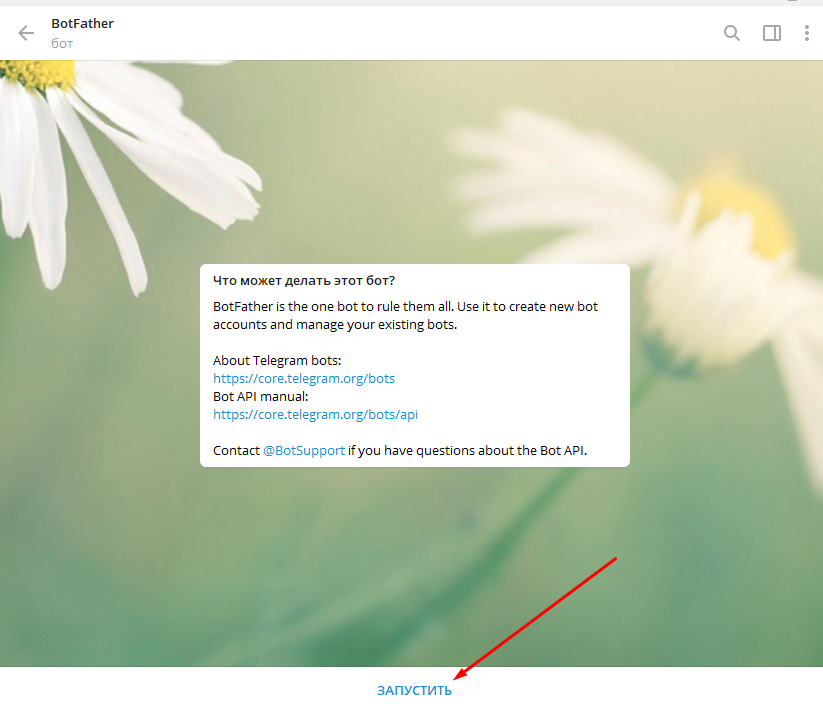 BotFather
бот
Что может делать этот бот?
BotFather is the one bot to rule them all. Use it to create new bot
accounts and manage your existing bots.
About Telegram bots:
https://core.telegram.org/bots
Bot API manual:
https://core.telegram.org/bots/api
Contact @BotSupport if you have questions about the Bot API.
ЗАПУСТИТЬ